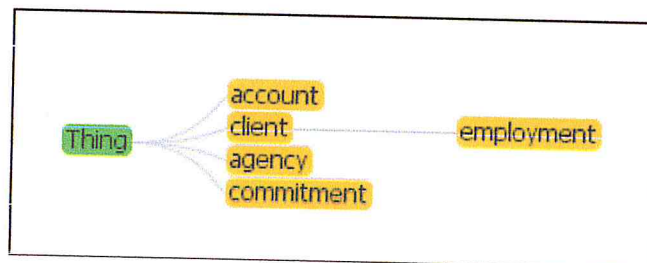 account
client
employment
Thing
agency
commitment